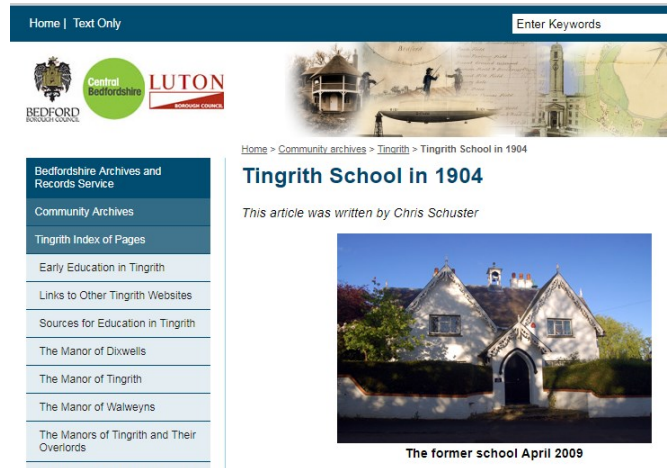 Home | Text Only
Enter Keywords
BEDFORD
BOROUGH COUNCIL
Central
Bedfordshire
LUTON
BOROUGH COUNCIL
Home > Community archives > Tingrith > Tingrith School in 1904
Bedfordshire Archives and
Records Service
Community Archives
Tingrith Index of Pages
Early Education in Tingrith
Links to Other Tingrith Websites
Sources for Education in Tingrith
The Manor of Dixwells
The Manor of Tingrith
The Manor of Walweyns
The Manors of Tingrith and Their
Overlords
Tingrith School in 1904
This article was written by Chris Schuster
The former school April 2009